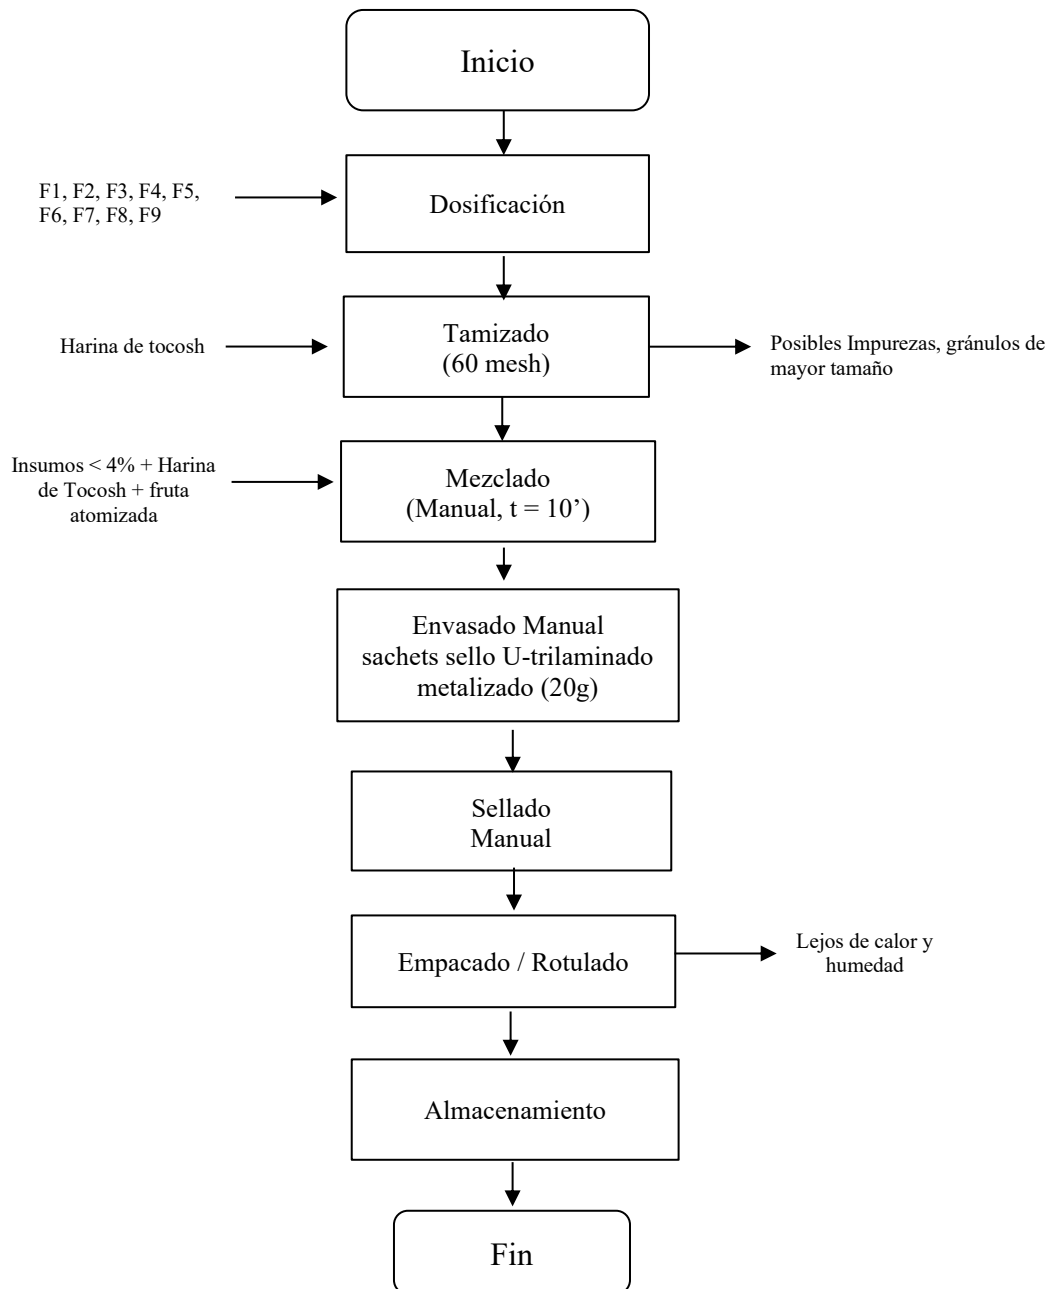 Inicio
F1, F2, F3, F4, F5,
F6, F7, F8, F9
Dosificación
Harina de tocosh
Tamizado
(60 mesh)
Posibles Impurezas, gránulos de
mayor tamaño
Insumos < 4% + Harina
de Tocosh + fruta
atomizada
Mezclado
(Manual, t = 10’)
Envasado Manual
sachets sello U-trilaminado
metalizado (20g)
Sellado
Manual
Empacado / Rotulado
Lejos de calor y
humedad
Almacenamiento
Fin